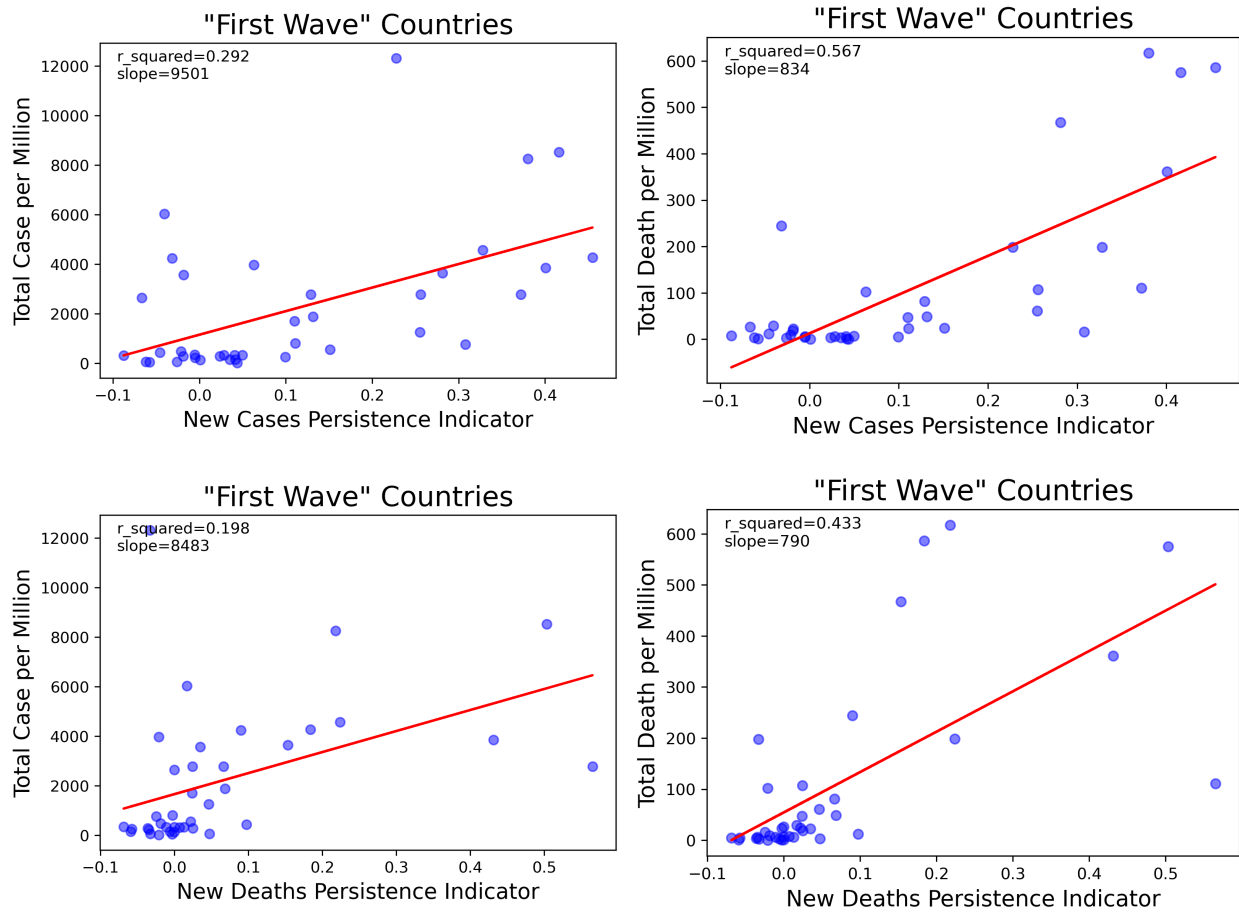 "First Wave" Countries
r_squared=0.292
slope=9501
Total Case per Million
12000
10000
8000
6000
4000
2000
0
−0.1 0.0 0.1 0.2 0.3 0.4
New Cases Persistence Indicator
"First Wave" Countries
r_squared=0.567
slope=834
Total Death per Million
600
500
400
300
200
100
0
−0.1 0.0 0.1 0.2 0.3 0.4
New Cases Persistence Indicator
"First Wave" Countries
r_squared=0.198
slope=8483
Total Case per Million
12000
10000
8000
6000
4000
2000
0
−0.1 0.0 0.1 0.2 0.3 0.4 0.5
New Deaths Persistence Indicator
"First Wave" Countries
r_squared=0.433
slope=790
Total Death per Million
600
500
400
300
200
100
0
−0.1 0.0 0.1 0.2 0.3 0.4 0.5
New Deaths Persistence Indicator